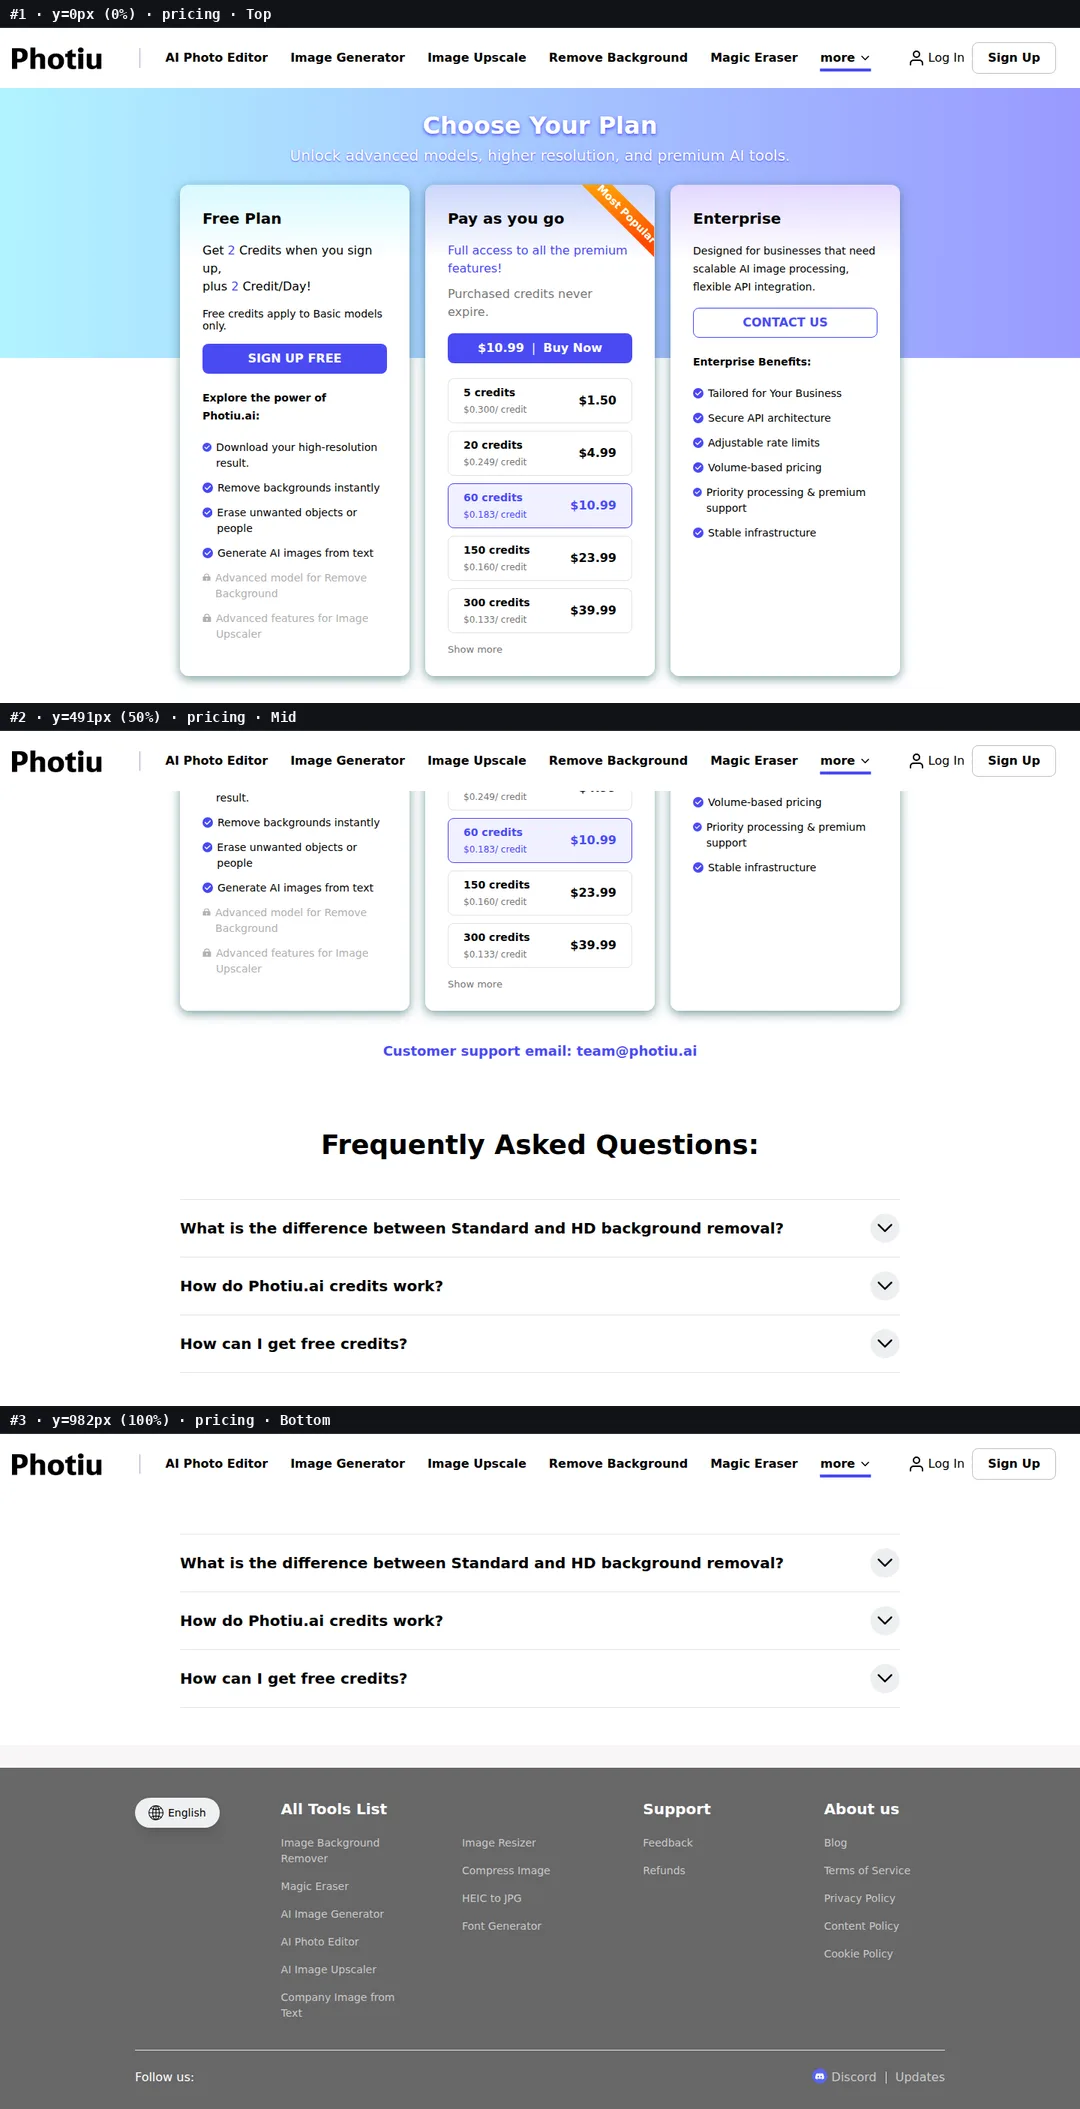 #1 · y=0px (0%) · pricing · Top
Photiu
AI Photo Editor
Image Generator
Image Upscale
Remove Background
Magic Eraser
more
Log In
Sign Up
Choose Your Plan
Unlock advanced models, higher resolution, and premium AI tools.
Free Plan
Get 2 Credits when you sign
up,
plus 2 Credit/Day!
Free credits apply to Basic models
only.
SIGN UP FREE
Explore the power of
Photiu.ai:
Download your high-resolution
result.
Remove backgrounds instantly
Erase unwanted objects or
people
Generate AI images from text
Advanced model for Remove
Background
Advanced features for Image
Upscaler
Most Popular
Pay as you go
Full access to all the premium
features!
Purchased credits never
expire.
$10.99 | Buy Now
5 credits
$0.300/ credit
$1.50
20 credits
$0.249/ credit
$4.99
60 credits
$0.183/ credit
$10.99
150 credits
$0.160/ credit
$23.99
300 credits
$0.133/ credit
$39.99
Show more
Enterprise
Designed for businesses that need
scalable AI image processing,
flexible API integration.
CONTACT US
Enterprise Benefits:
Tailored for Your Business
Secure API architecture
Adjustable rate limits
Volume-based pricing
Priority processing & premium
support
Stable infrastructure
#2 · y=491px (50%) · pricing · Mid
Photiu
AI Photo Editor
Image Generator
Image Upscale
Remove Background
Magic Eraser
more
Log In
Sign Up
result.
Remove backgrounds instantly
Erase unwanted objects or
people
Generate AI images from text
Advanced model for Remove
Background
Advanced features for Image
Upscaler
$0.249/ credit
60 credits
$0.183/ credit
$10.99
150 credits
$0.160/ credit
$23.99
300 credits
$0.133/ credit
$39.99
Show more
Volume-based pricing
Priority processing & premium
support
Stable infrastructure
Customer support email: team@photiu.ai
Frequently Asked Questions:
What is the difference between Standard and HD background removal?
How do Photiu.ai credits work?
How can I get free credits?
#3 · y=982px (100%) · pricing · Bottom
Photiu
AI Photo Editor
Image Generator
Image Upscale
Remove Background
Magic Eraser
more
Log In
Sign Up
What is the difference between Standard and HD background removal?
How do Photiu.ai credits work?
How can I get free credits?
English
All Tools List
Image Background
Remover
Magic Eraser
AI Image Generator
AI Photo Editor
AI Image Upscaler
Company Image from
Text
Image Resizer
Compress Image
HEIC to JPG
Font Generator
Support
Feedback
Refunds
About us
Blog
Terms of Service
Privacy Policy
Content Policy
Cookie Policy
Follow us:
Discord | Updates